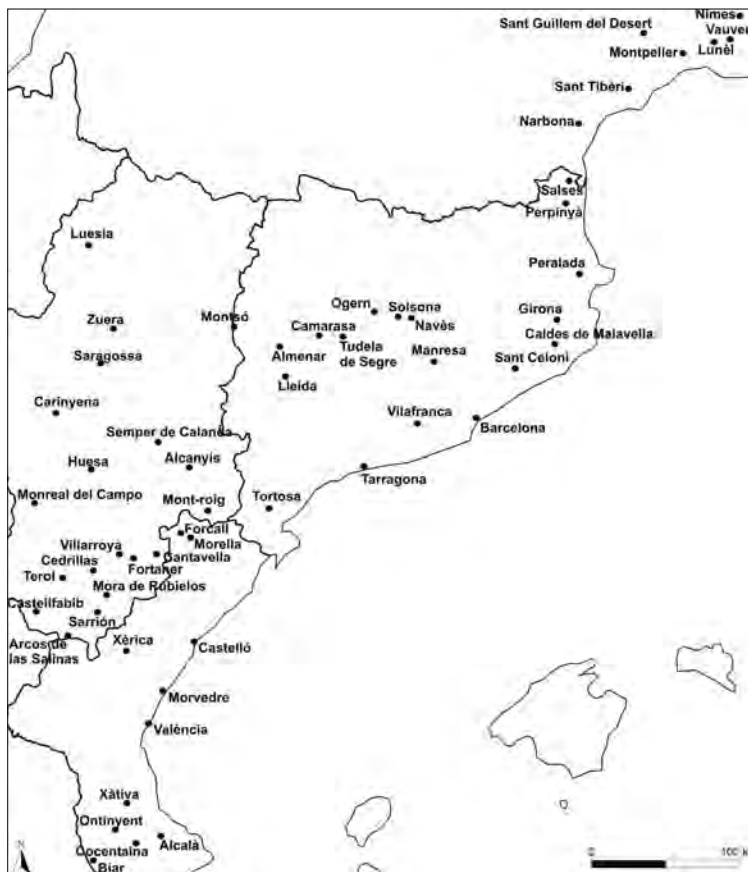 Nimes
Sant Guillem del Desert
Vauver
Lunèl
Montpeller
Sant Tibèri
Narbona
Salses
Perpinyà
Luesia
Peralada
Ogern
Solsona
Girona
Zuera
Montsó
Camarasa
Navès
Caldes de Malavella
Saragossa
Almenar
Tudela
de Segre
Manresa
Sant Celoni
Lleida
Carinyena
Vilafranca
Barcelona
Semper de Calanda
Huesa
Alcanyís
Tarragona
Monreal del Campo
Mont-roig
Tortosa
Forcall
Morella
Villarroya
Cantavella
Cedrillas
Fortaner
Terol
Mora de Rubielos
Castellfabib
Sarrión
Arcos de
las Salinas
Xèrica
Castelló
Morvedre
València
Xàtiva
Ontinyent
N
Cocentaina
Alcalà
Biar
0
100 k